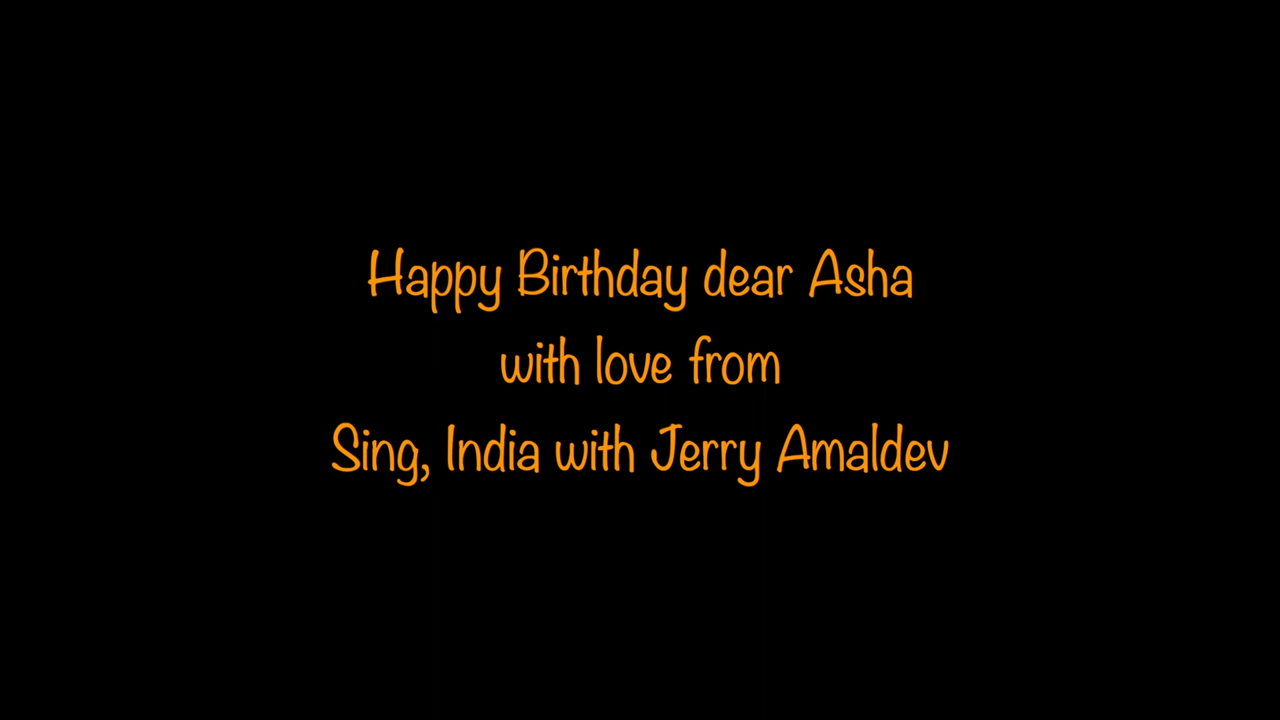 Happy Birthday dear Asha
with love from
Sing, India with Jerry Amaldev